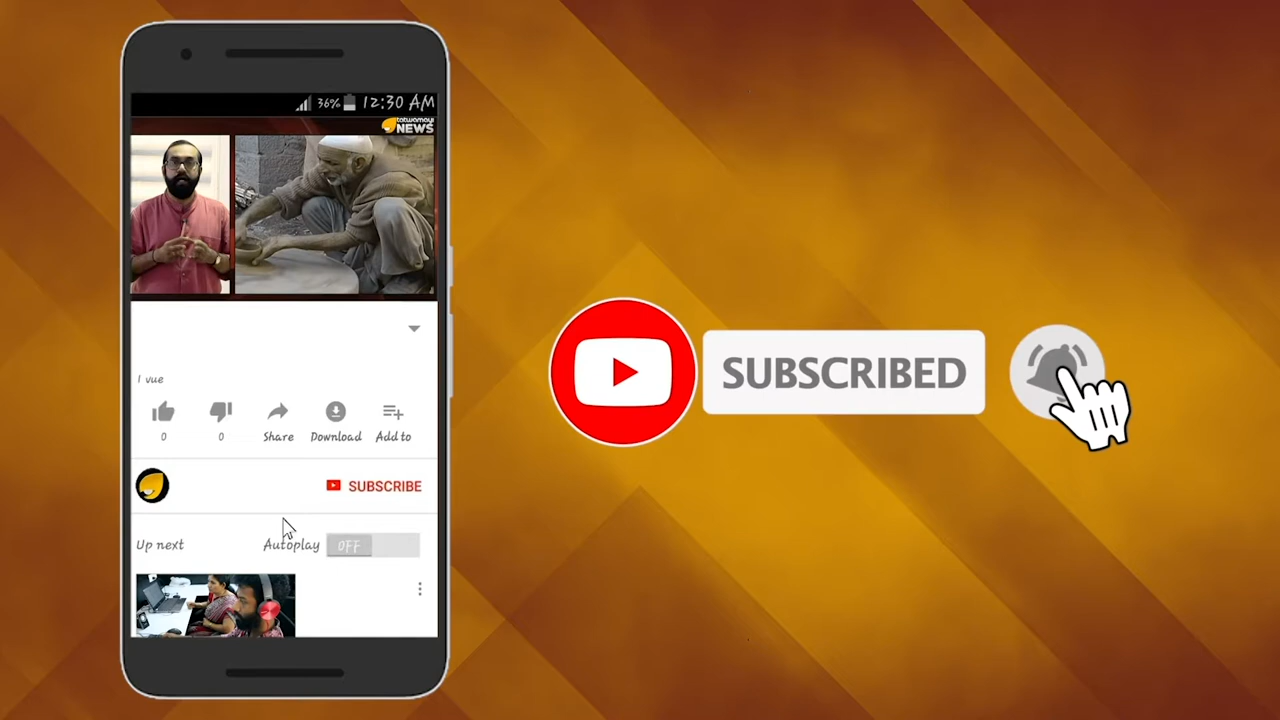 36% 12:30 AM
tatwamayi
NEWS
1 vue
0 0 Share Download Add to
SUBSCRIBE
Up next Autoplay OFF
SUBSCRIBED